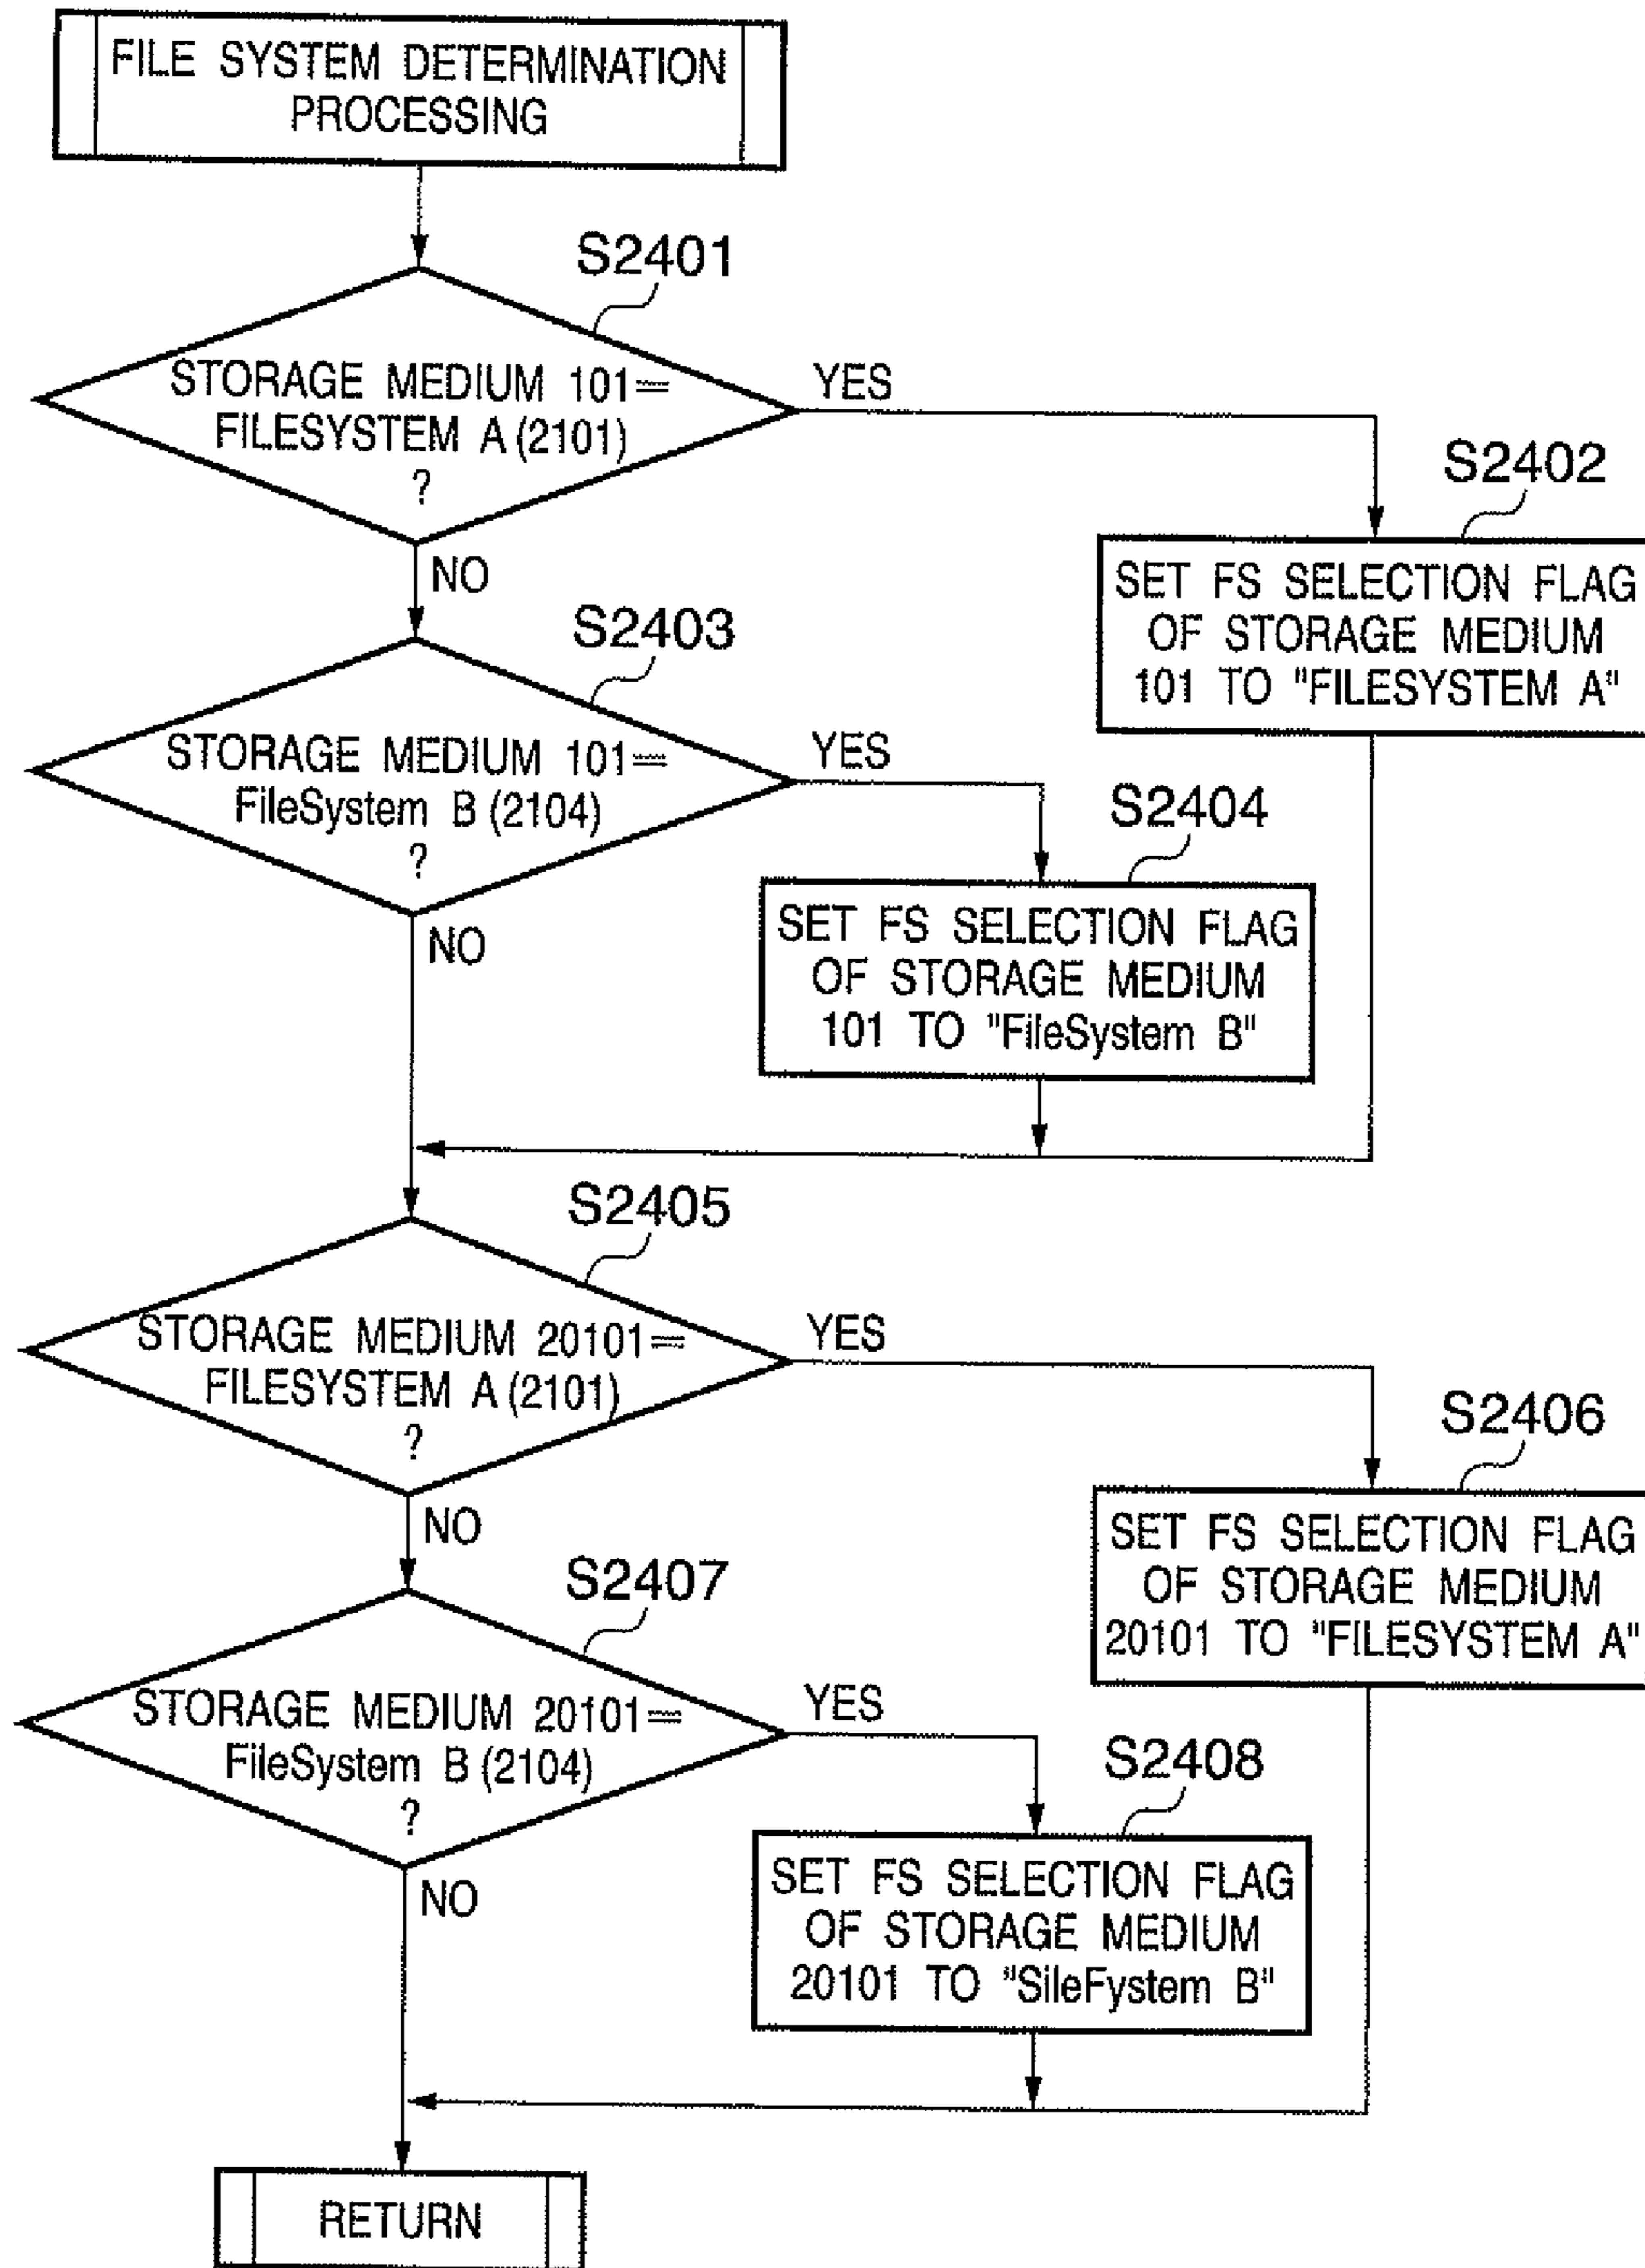 FILE SYSTEM DETERMINATION
PROCESSING
S2401
STORAGE MEDIUM 101=
FILESYSTEM A (2101)
?
YES
NO
S2402
SET FS SELECTION FLAG
OF STORAGE MEDIUM
101 TO "FILESYSTEM A"
S2403
STORAGE MEDIUM 101=
FileSystem B (2104)
?
YES
NO
S2404
SET FS SELECTION FLAG
OF STORAGE MEDIUM
101 TO "FileSystem B"
S2405
STORAGE MEDIUM 20101=
FILESYSTEM A (2101)
?
YES
NO
S2406
SET FS SELECTION FLAG
OF STORAGE MEDIUM
20101 TO "FILESYSTEM A"
S2407
STORAGE MEDIUM 20101=
FileSystem B (2104)
?
YES
NO
S2408
SET FS SELECTION FLAG
OF STORAGE MEDIUM
20101 TO "SileFystem B"
RETURN